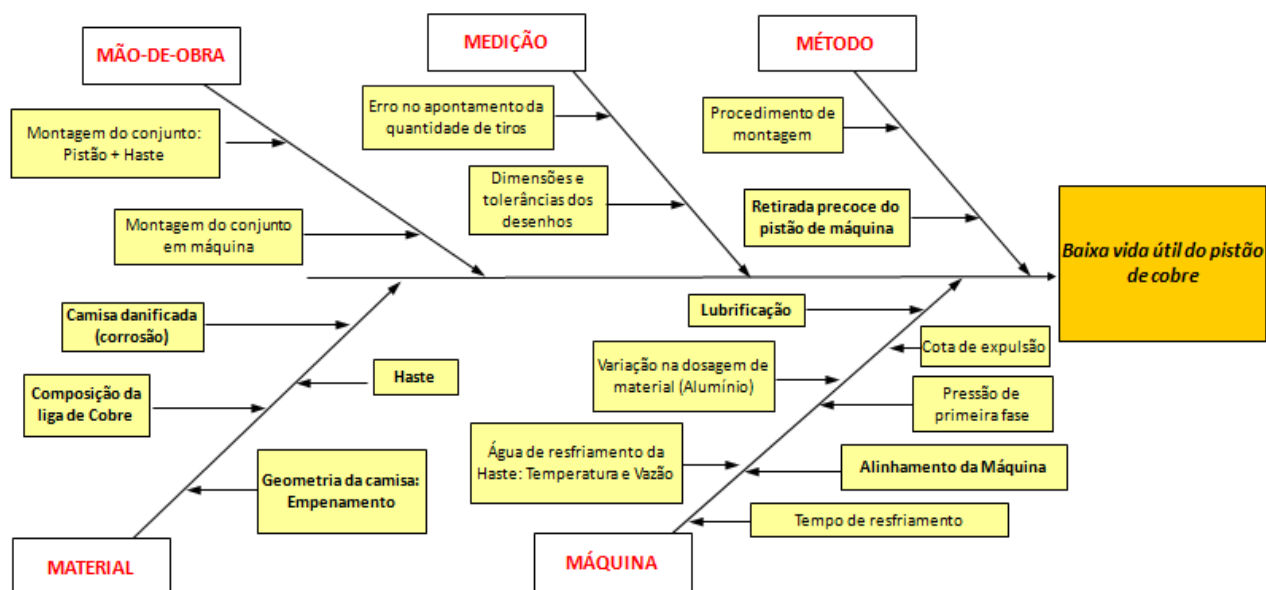 MÃO-DE-OBRA
MEDIÇÃO
MÉTODO
Montagem do conjunto:
Pistão + Haste
Erro no apontamento da
quantidade de tiros
Procedimento de
montagem
Montagem do conjunto
em máquina
Dimensões e
tolerâncias dos
desenhos
Retirada precoce do
pistão de máquina
Baixa vida útil do pistão
de cobre
Camisa danificada
(corrosão)
Haste
Composição da
liga de Cobre
Geometria da camisa:
Empenamento
Lubrificação
Cota de expulsão
Variação na dosagem de
material (Alumínio)
Pressão de
primeira fase
Água de resfriamento da
Haste: Temperatura e Vazão
Alinhamento da Máquina
Tempo de resfriamento
MATERIAL
MÁQUINA